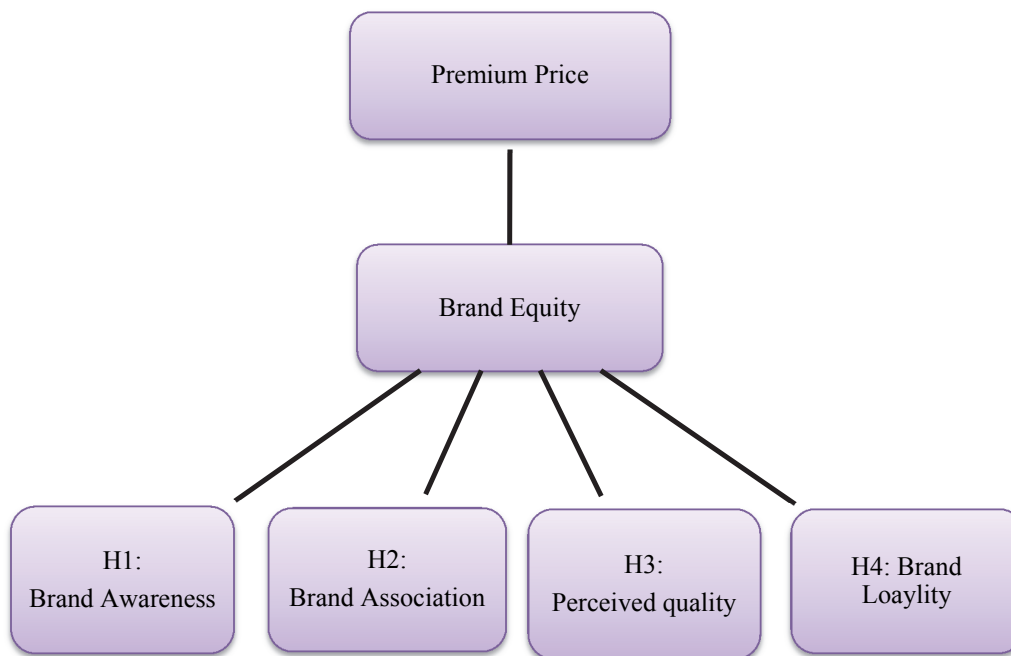 Premium Price
Brand Equity
H1:
Brand Awareness
H2:
Brand Association
H3:
Perceived quality
H4: Brand
Loaylity